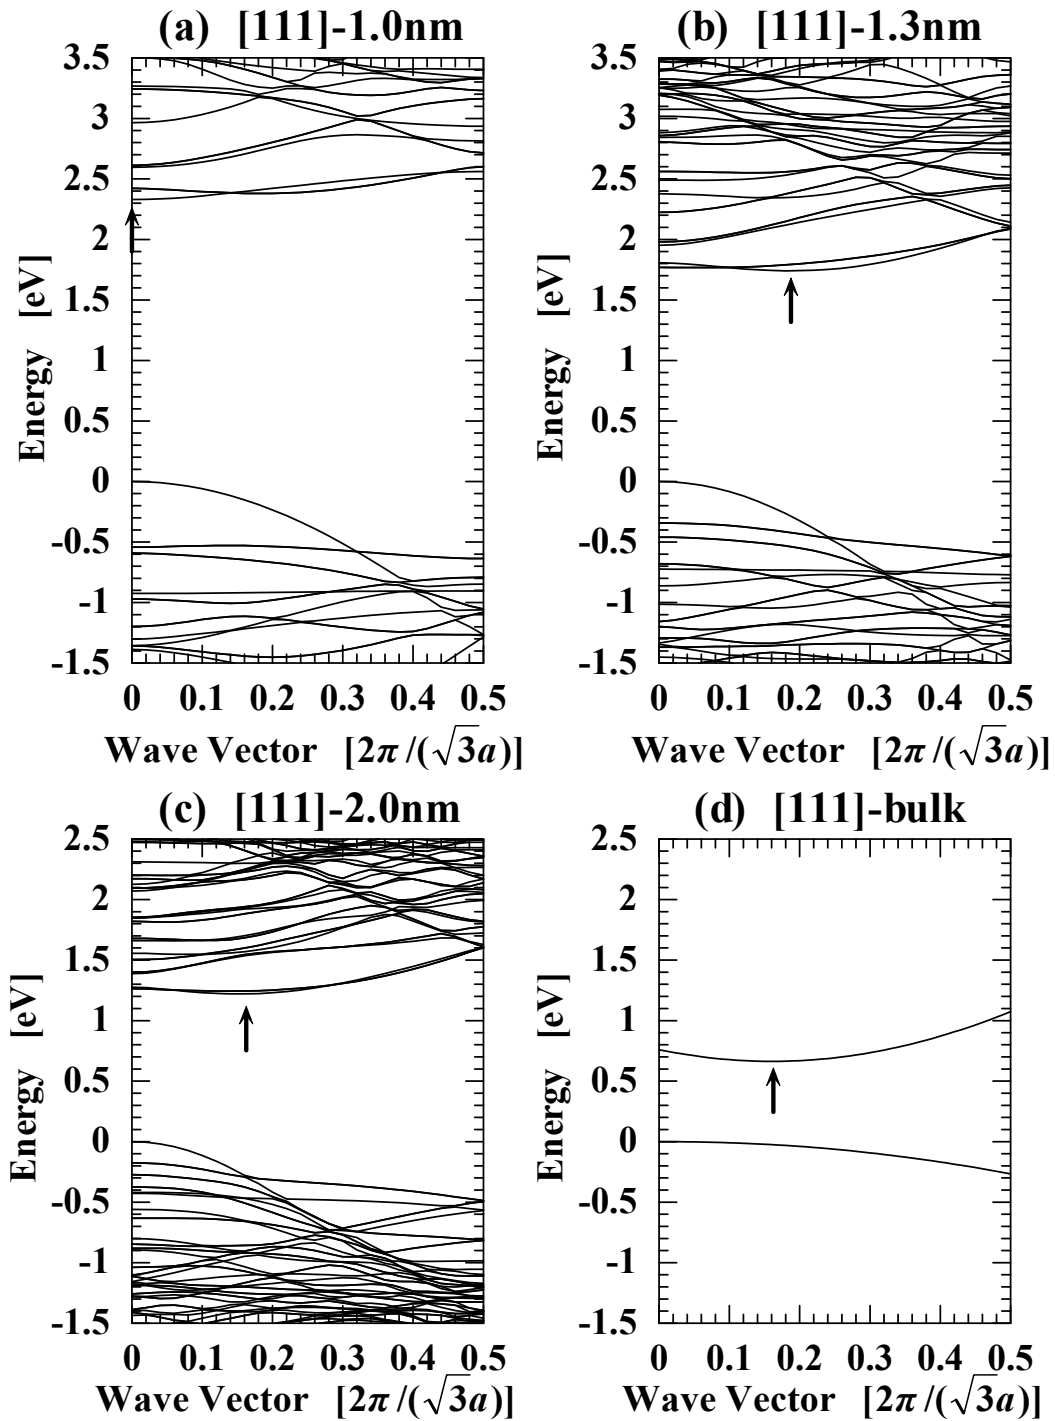 (a) [111]-1.0nm
(b) [111]-1.3nm
3.5
3
2.5
2
1.5
1
0.5
0
-0.5
-1
-1.5
Energy [eV]
0 0.1 0.2 0.3 0.4 0.5
Wave Vector [2π/(√3a)]
3.5
3
2.5
2
1.5
1
0.5
0
-0.5
-1
-1.5
Energy [eV]
0 0.1 0.2 0.3 0.4 0.5
Wave Vector [2π/(√3a)]
(c) [111]-2.0nm
(d) [111]-bulk
2.5
2
1.5
1
0.5
0
-0.5
-1
-1.5
Energy [eV]
0 0.1 0.2 0.3 0.4 0.5
Wave Vector [2π/(√3a)]
2.5
2
1.5
1
0.5
0
-0.5
-1
-1.5
Energy [eV]
0 0.1 0.2 0.3 0.4 0.5
Wave Vector [2π/(√3a)]